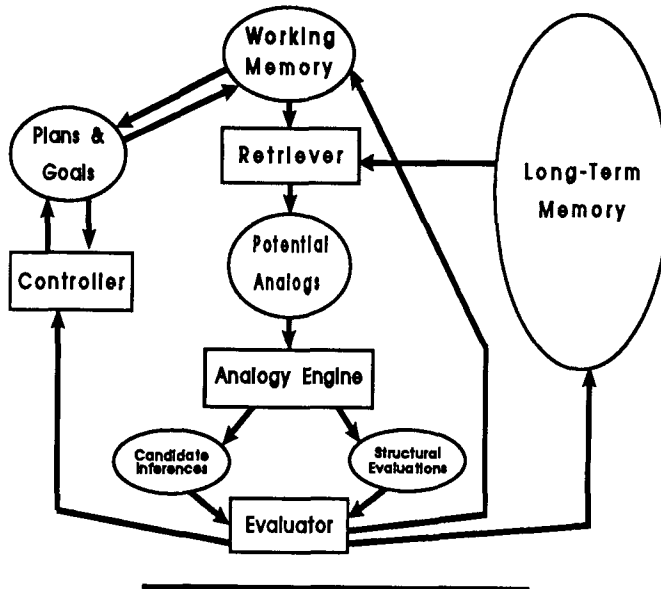 Working
Memory
Plans &
Goals
Retriever
Long-Term
Memory
Potential
Analogs
Controller
Analogy Engine
Candidate
Inferences
Structural
Evaluations
Evaluator